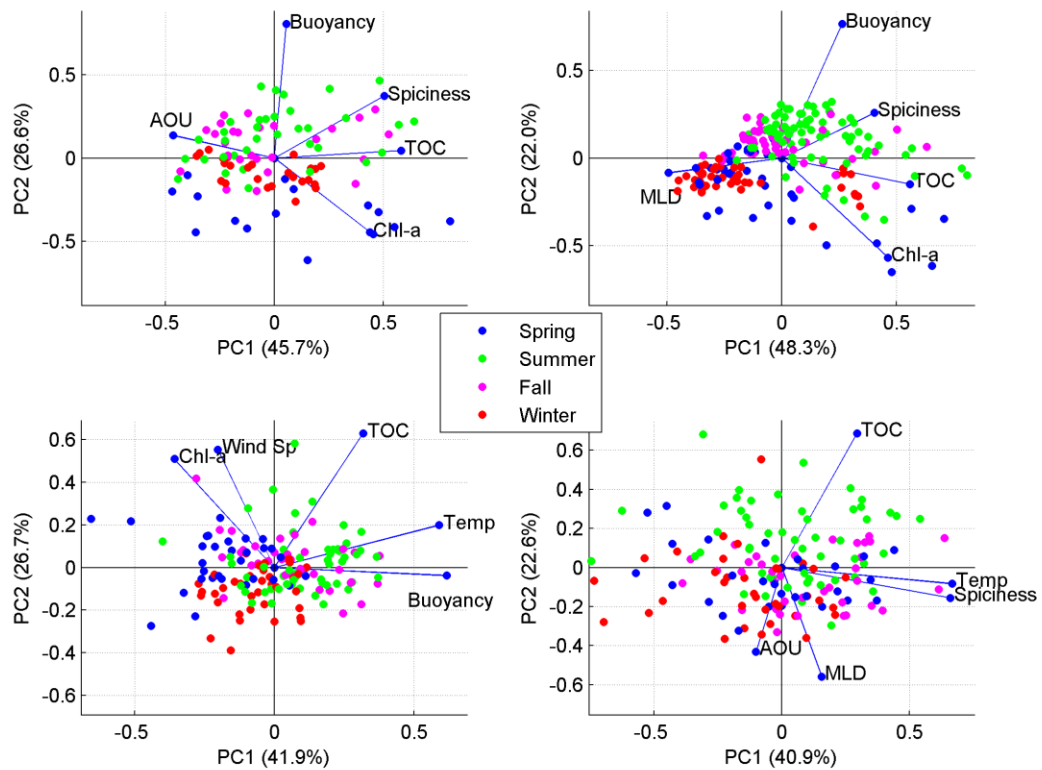 Buoyancy
0.5
Spiciness
AOU
TOC
0
Chl-a
-0.5
PC2 (26.6%)
-0.5
0
0.5
PC1 (45.7%)
Buoyancy
0.5
Spiciness
0
MLD
TOC
Chl-a
-0.5
PC2 (22.0%)
-0.5
0
0.5
PC1 (48.3%)
Spring
Summer
Fall
Winter
TOC
0.6
Wind Sp
Chl-a
0.4
0.2
Temp
0
Buoyancy
-0.2
-0.4
-0.6
PC2 (26.7%)
-0.5
0
0.5
PC1 (41.9%)
TOC
0.6
0.4
0.2
0
Temp
Spiciness
-0.2
AOU
-0.4
MLD
-0.6
PC2 (22.6%)
-0.5
0
0.5
PC1 (40.9%)